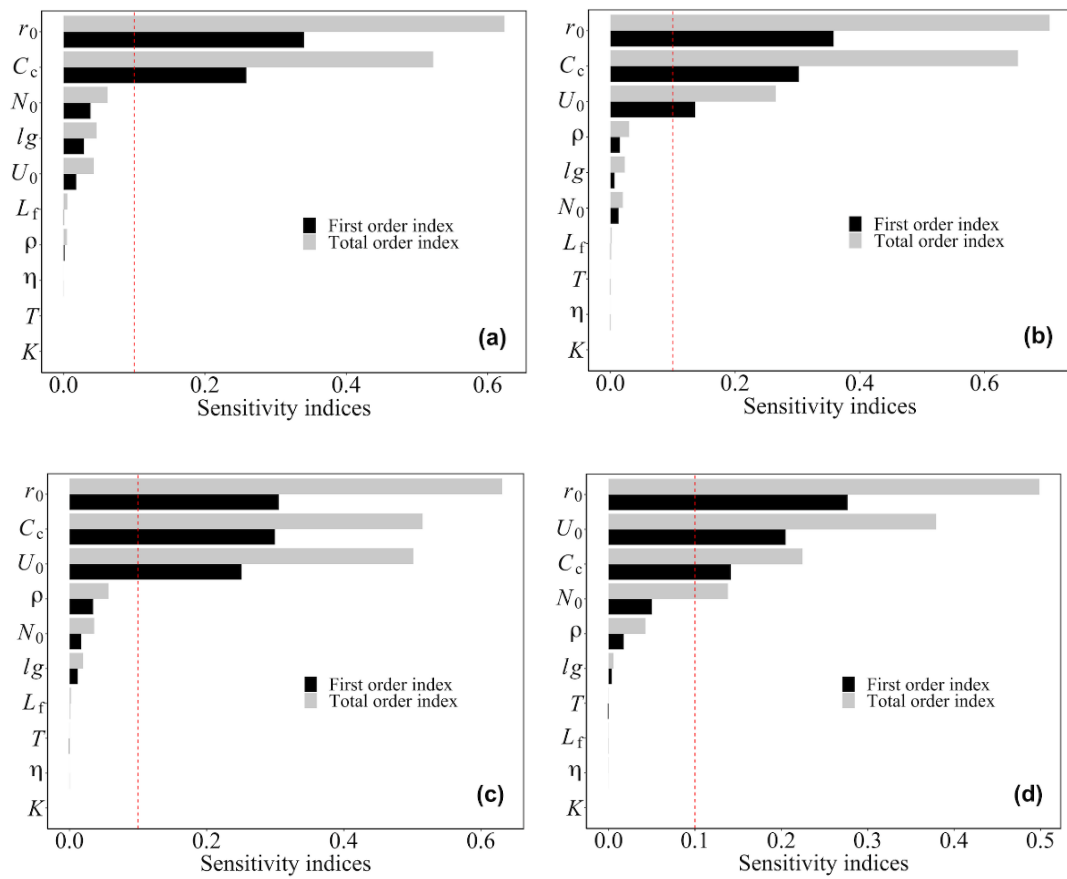 r0
Cc
N0
lg
U0
Lf
ρ
η
T
K
First order index
Total order index
(a)
0.0 0.2 0.4 0.6
Sensitivity indices
r0
Cc
U0
ρ
lg
N0
Lf
T
η
K
First order index
Total order index
(b)
0.0 0.2 0.4 0.6
Sensitivity indices
r0
Cc
U0
ρ
N0
lg
Lf
T
η
K
First order index
Total order index
(c)
0.0 0.2 0.4 0.6
Sensitivity indices
r0
U0
Cc
N0
ρ
lg
T
Lf
η
K
First order index
Total order index
(d)
0.0 0.1 0.2 0.3 0.4 0.5
Sensitivity indices